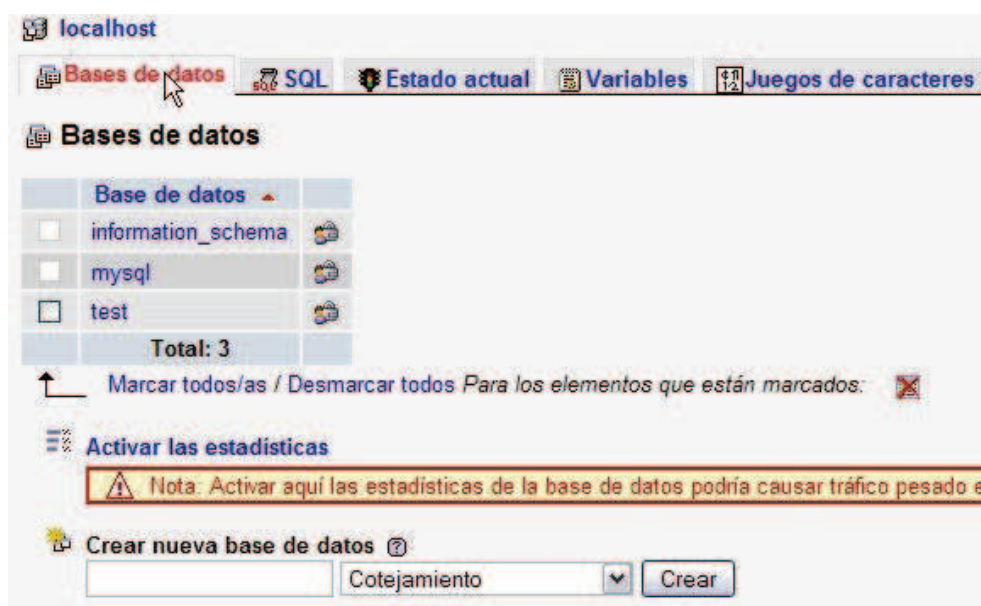 localhost
Bases de datos SQL Estado actual Variables Juegos de caracteres
Bases de datos
Base de datos
information_schema
mysql
test
Total: 3
Marcar todos/as / Desmarcar todos Para los elementos que están marcados:
Activar las estadísticas
Nota: Activar aquí las estadísticas de la base de datos podría causar tráfico pesado e
Crear nueva base de datos
Cotejamiento Crear